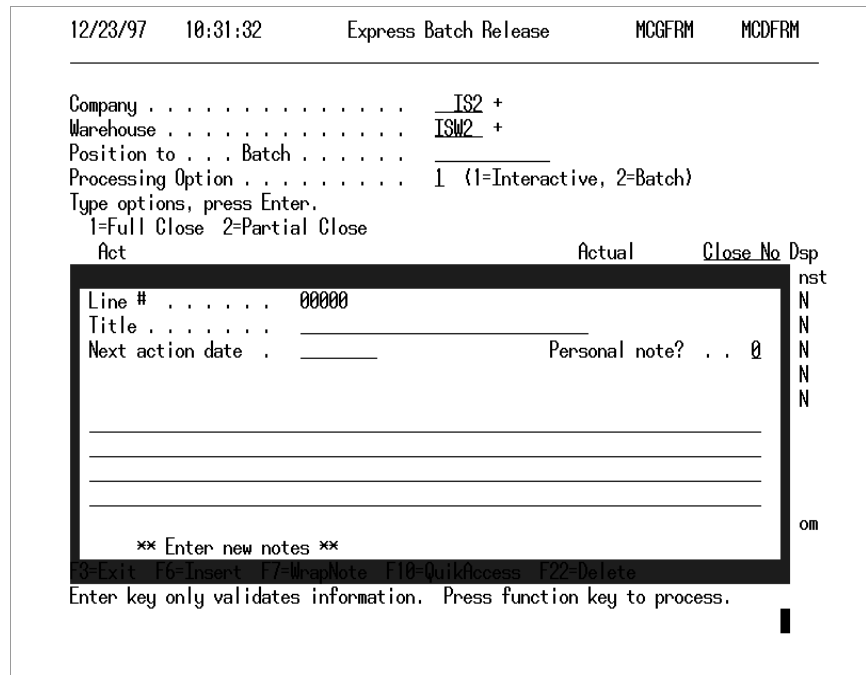 12/23/97 10:31:32 Express Batch Release MCGFRM MCDFRM
Company . . . . . . . . . . . . . . IS2 +
Warehouse . . . . . . . . . . . . . ISW2 +
Position to . . . Batch . . . . . .
Processing Option . . . . . . . . . 1 (1=Interactive, 2=Batch)
Type options, press Enter.
1=Full Close 2=Partial Close
Act Actual Close No Dsp
nst
Line # . . . . . . 00000 N
Title . . . . . . . N
Next action date . Personal note? . . 0 N
N
N
om
** Enter new notes **
F3=Exit F6=Insert F7=WrapNote F10=QuikAccess F22=Delete
Enter key only validates information. Press function key to process.